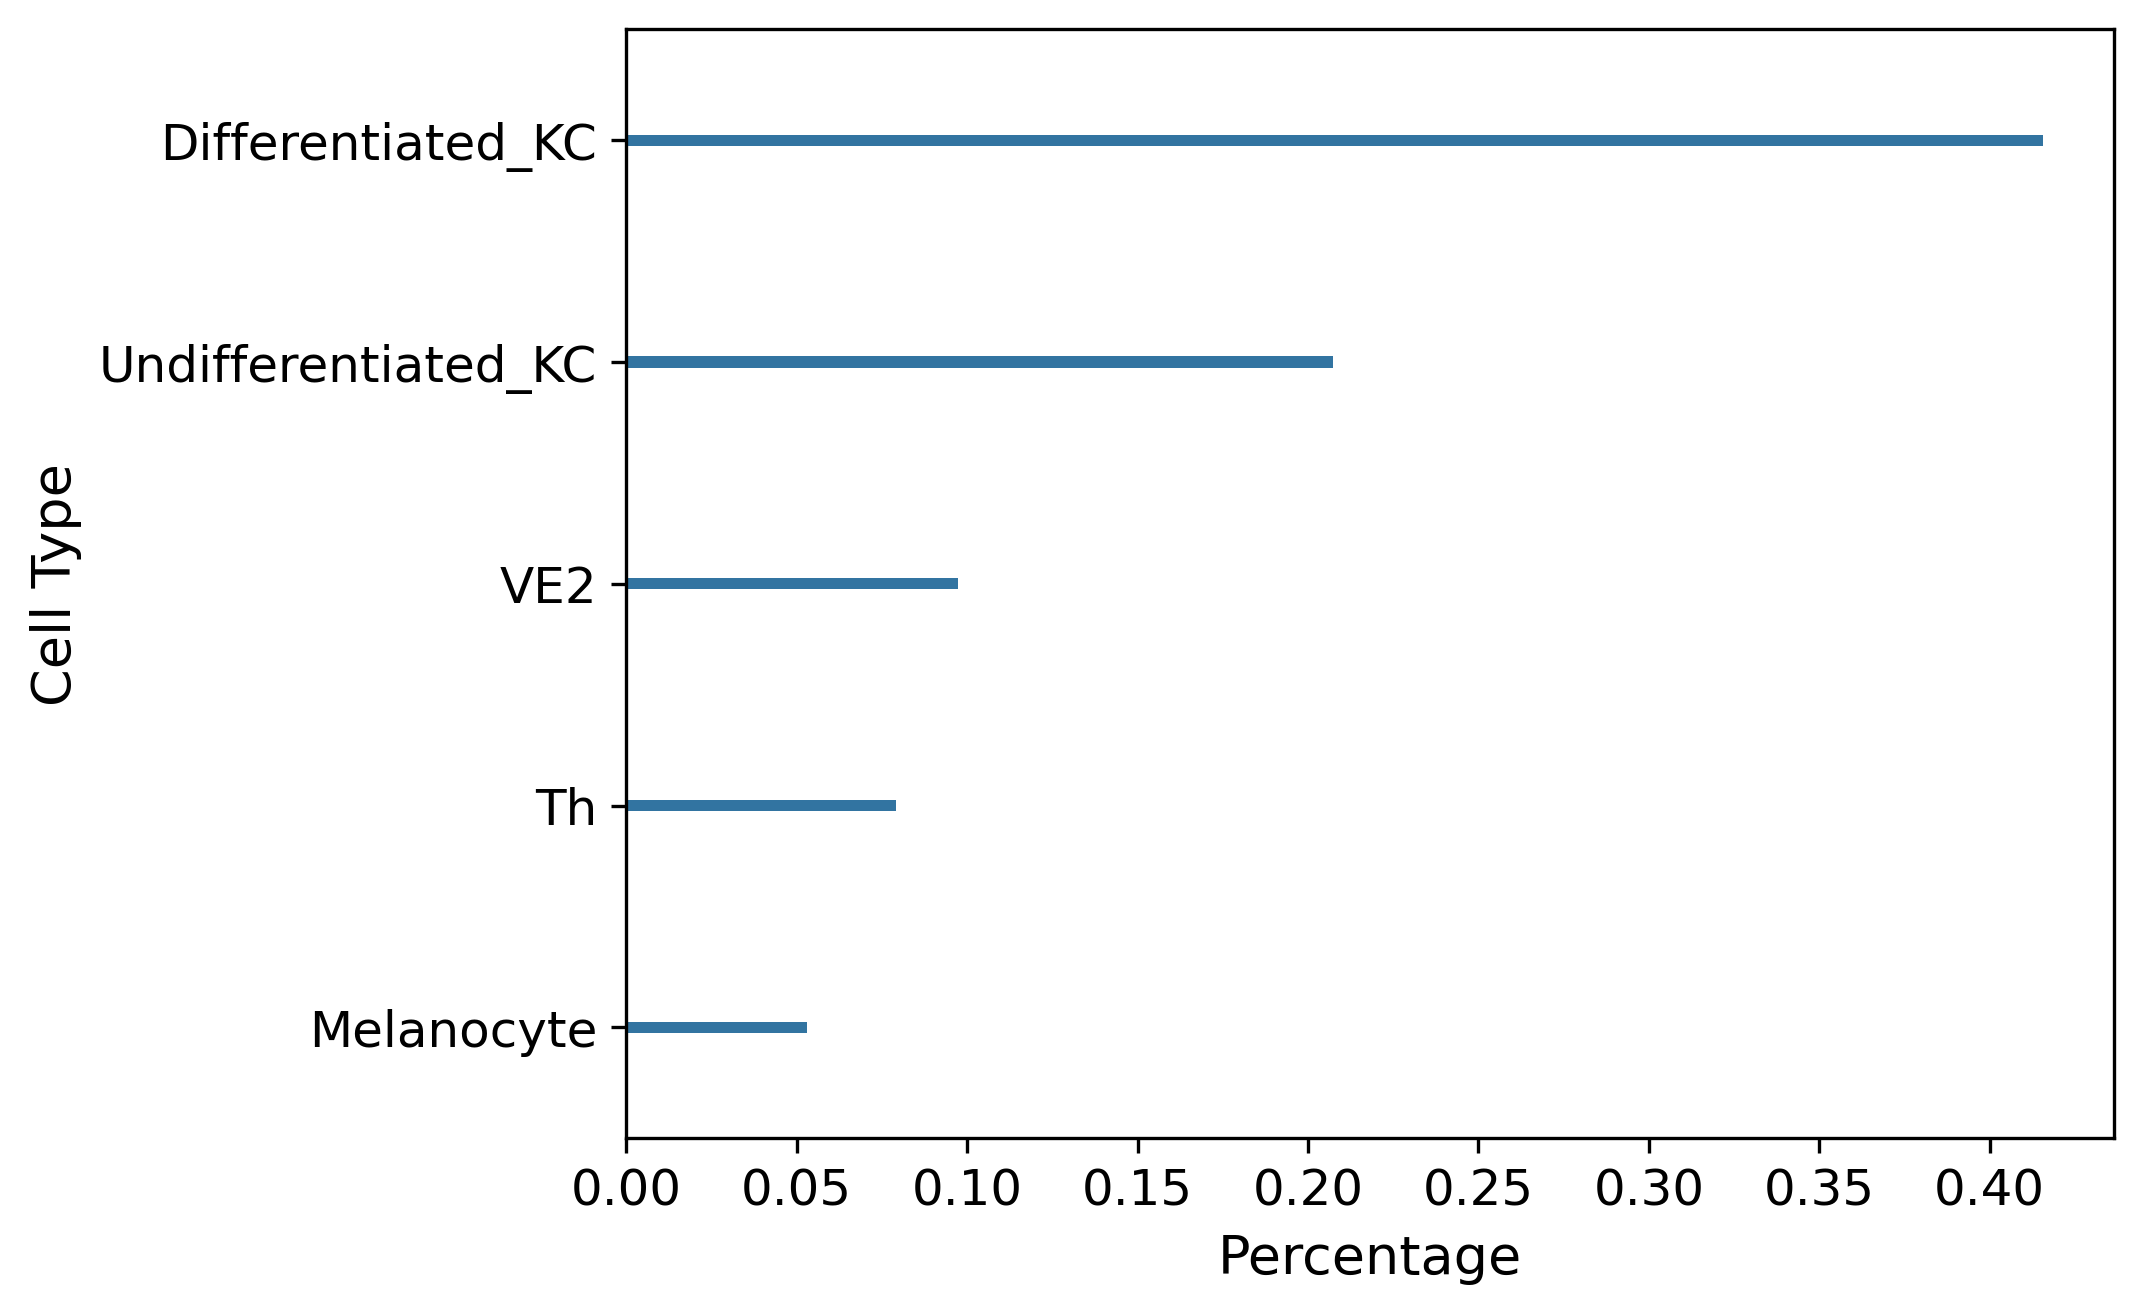 Differentiated_KC
Undifferentiated_KC
VE2
Th
Melanocyte
Cell Type
0.00 0.05 0.10 0.15 0.20 0.25 0.30 0.35 0.40
Percentage